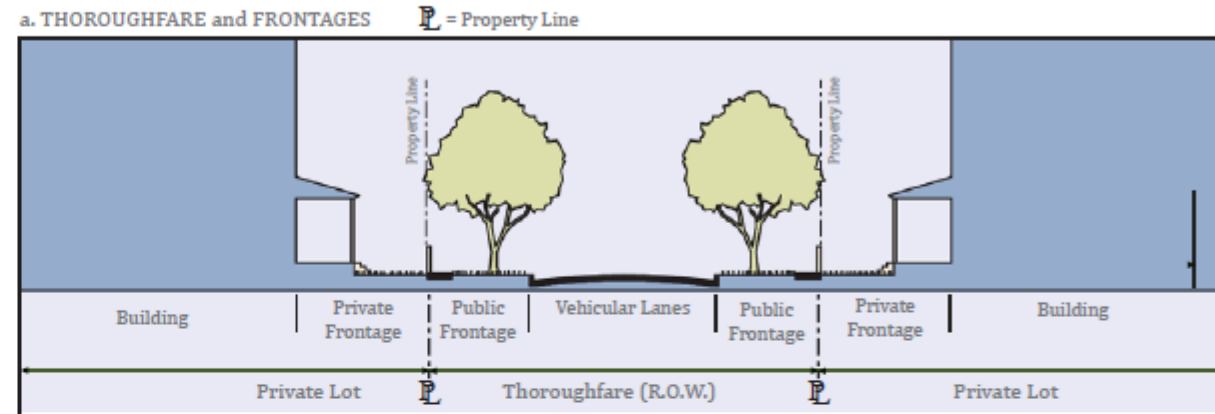 a. THOROUGHFARE and FRONTAGES ℙL = Property Line
Property Line
Property Line
Building
Private
Frontage
Public
Frontage
Vehicular Lanes
Public
Frontage
Private
Frontage
Building
Private Lot PL Thoroughfare (R.O.W.) PL Private Lot